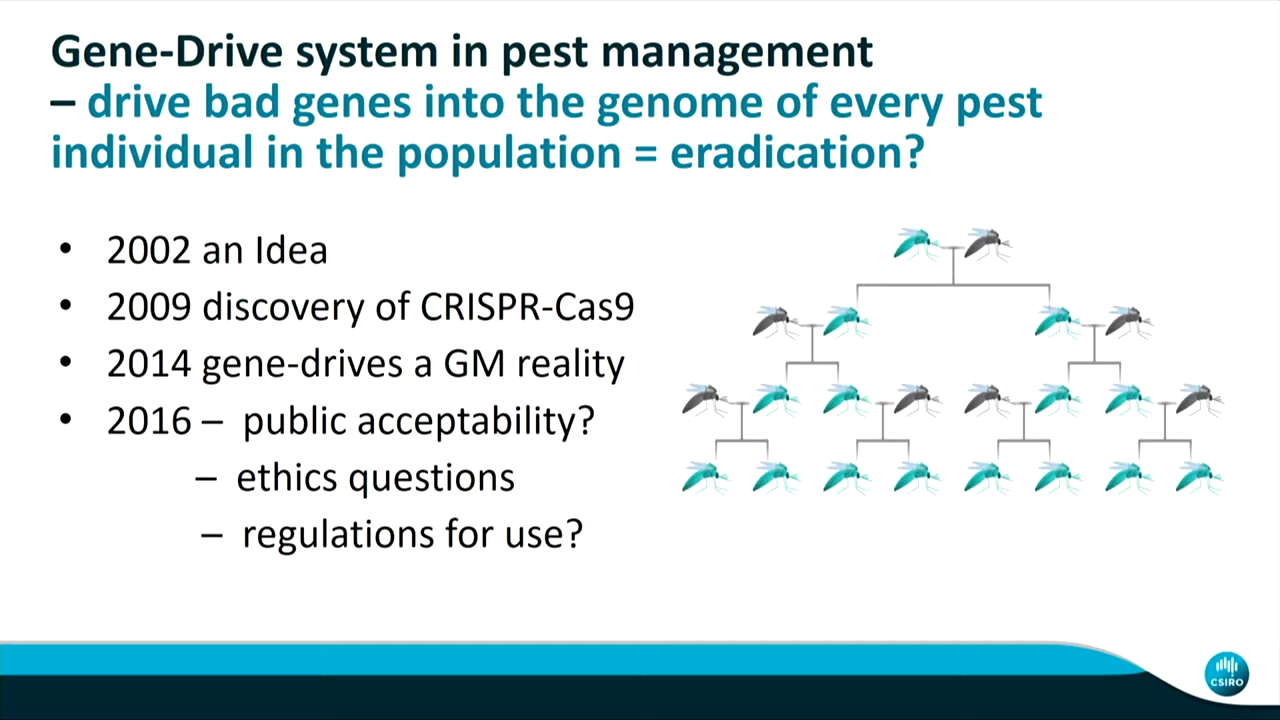 Gene-Drive system in pest management
– drive bad genes into the genome of every pest
individual in the population = eradication?
• 2002 an Idea
• 2009 discovery of CRISPR-Cas9
• 2014 gene-drives a GM reality
• 2016 – public acceptability?
– ethics questions
– regulations for use?
CSIRO